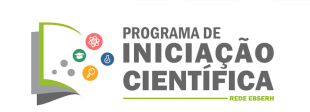 PROGRAMA DE
INICIAÇÃO
CIENTÍFICA
REDE EBSERH